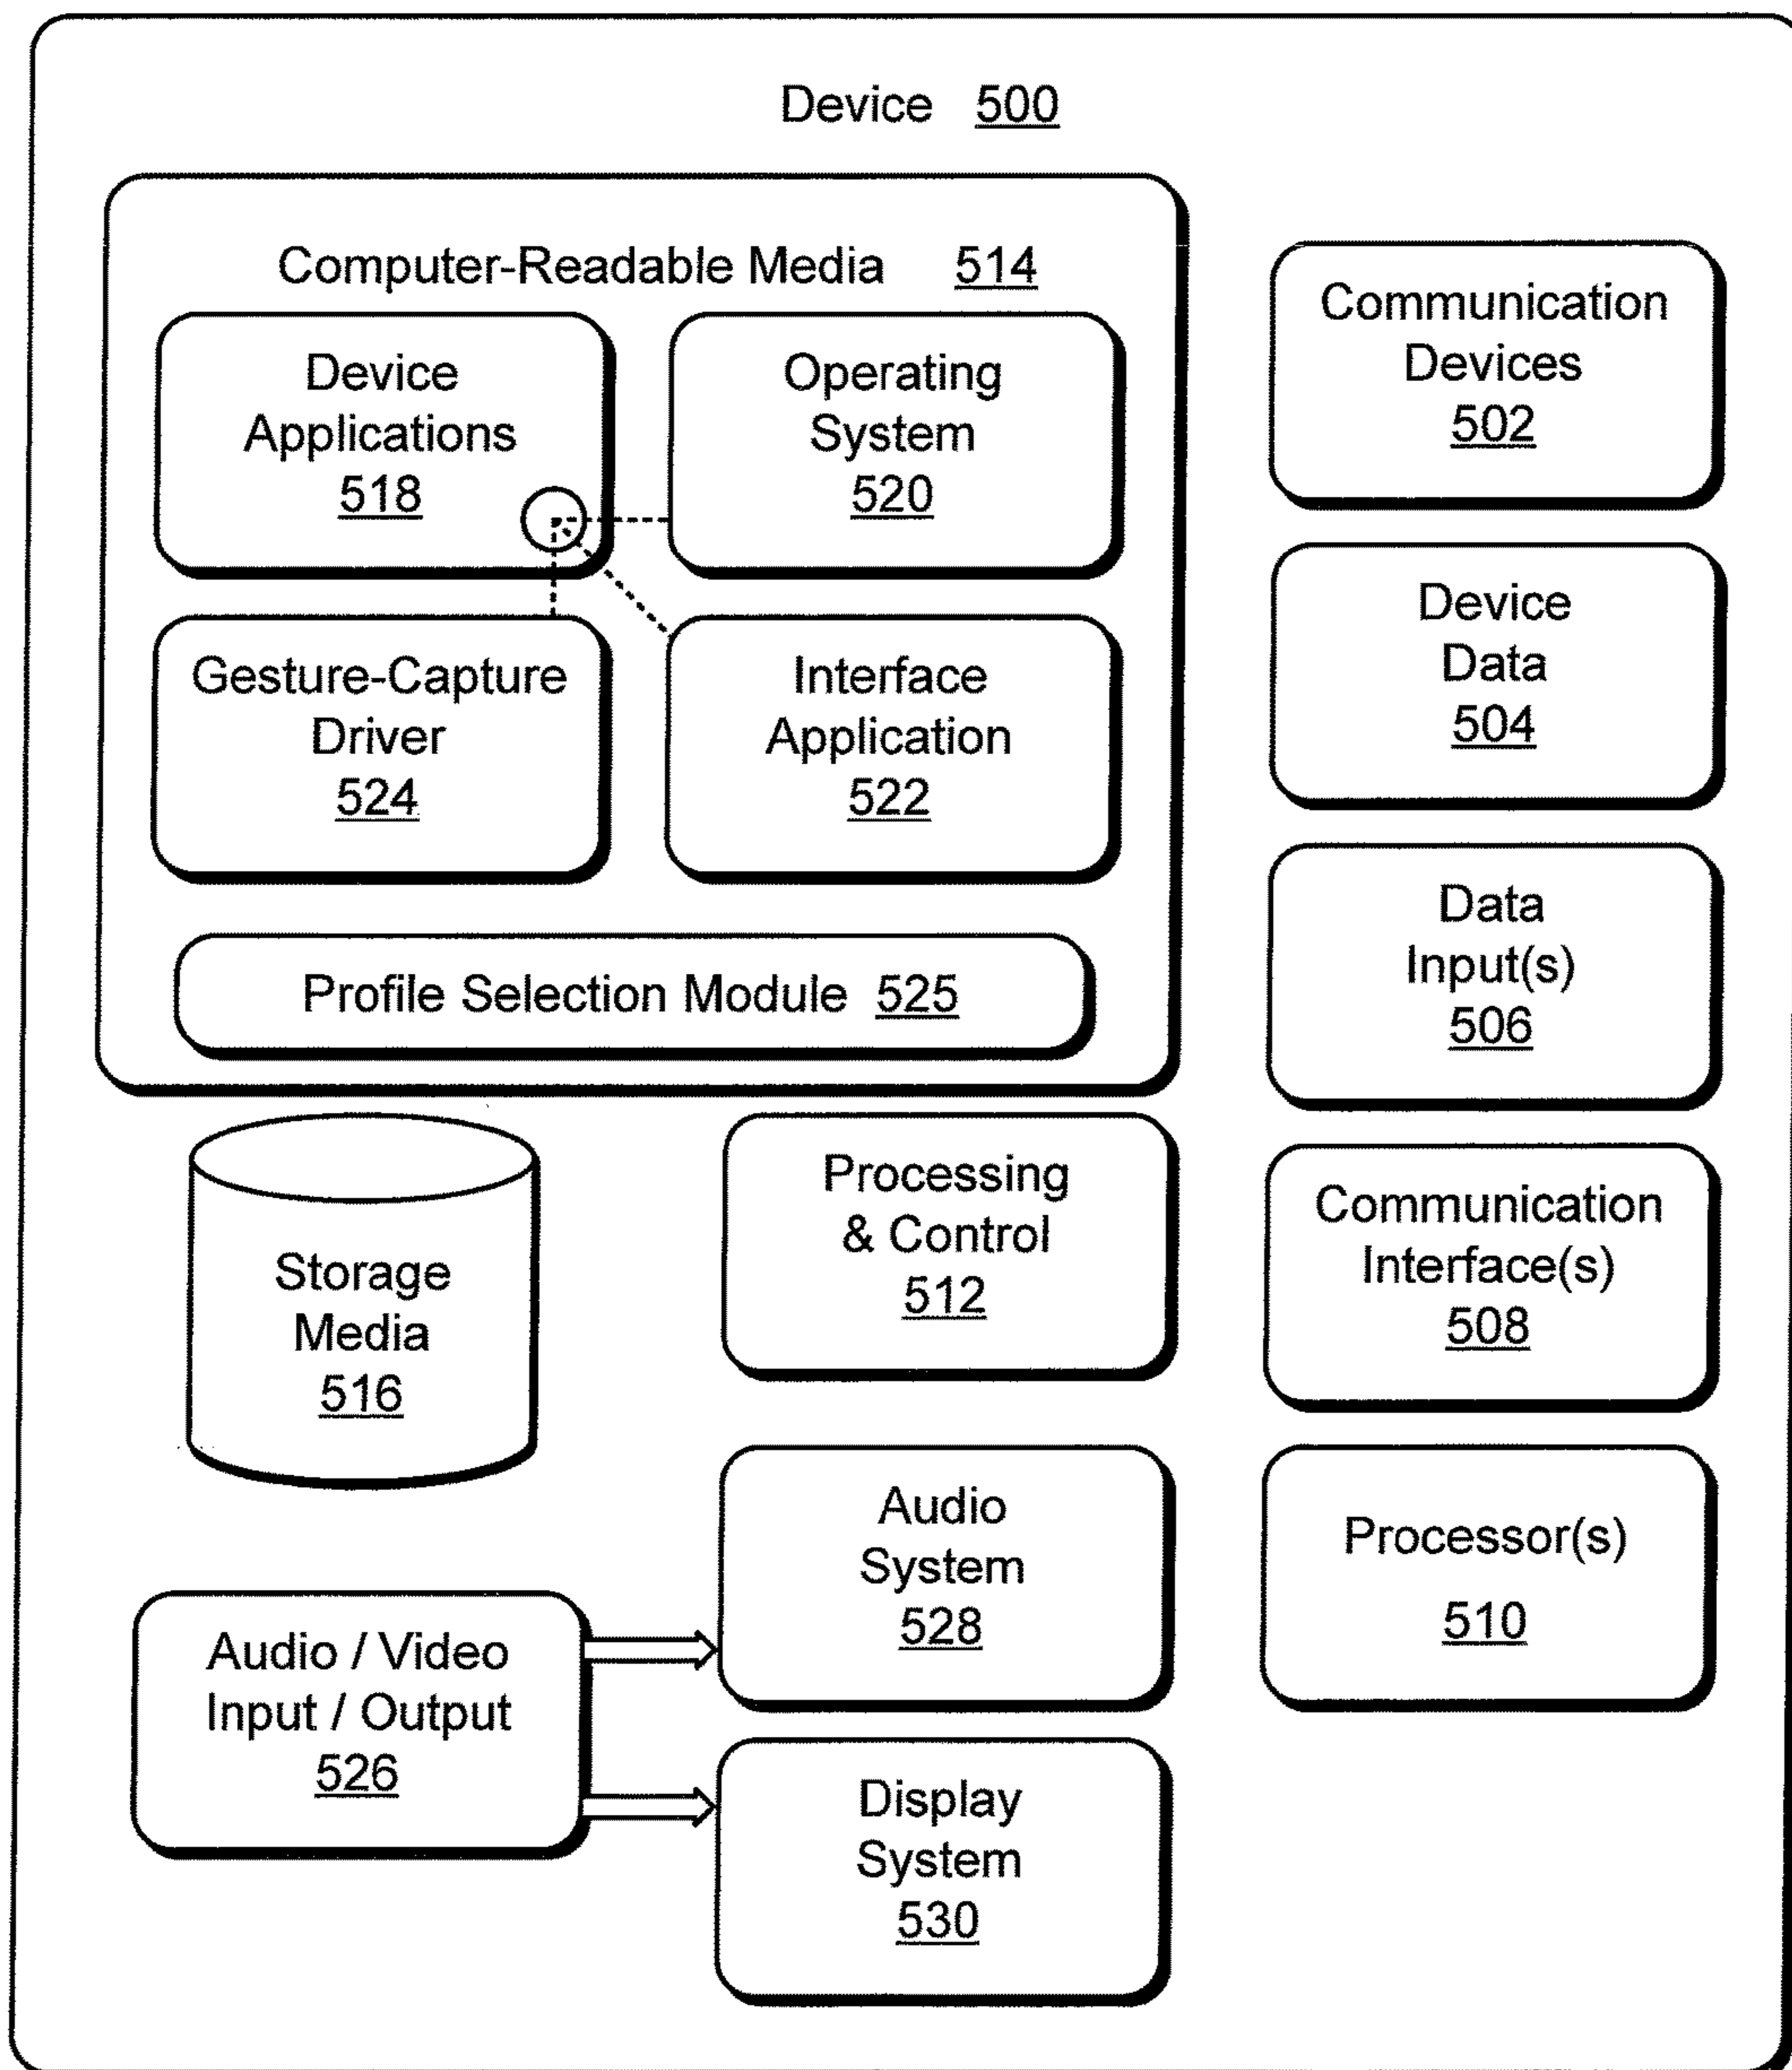 Device 500
Computer-Readable Media 514
Device
Applications
518
Operating
System
520
Gesture-Capture
Driver
524
Interface
Application
522
Profile Selection Module 525
Storage
Media
516
Processing
& Control
512
Audio / Video
Input / Output
526
Audio
System
528
Display
System
530
Communication
Devices
502
Device
Data
504
Data
Input(s)
506
Communication
Interface(s)
508
Processor(s)
510